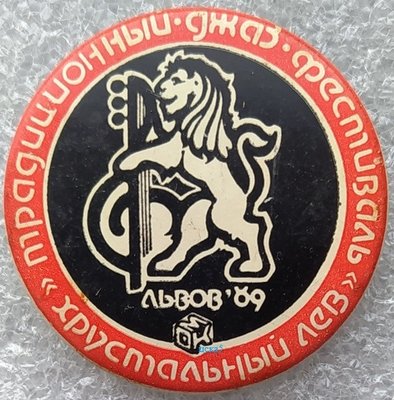 традиционный · джаз · фестиваль
"хрустальный лев"
ЛЬВОВ '89